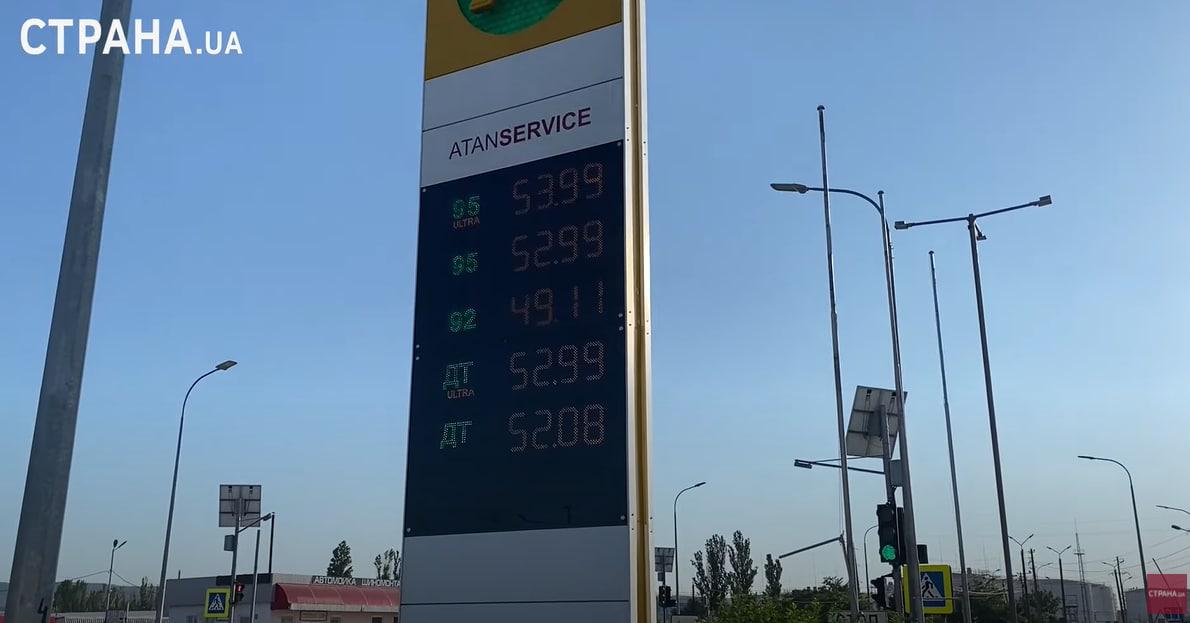 СТРАНА.UA
ATANSERVICE
95 53.99
ULTRA
95 52.99
92 49.11
ДТ 52.99
ULTRA
ДТ 52.08
АВТОМОЙКА ШИНОМОНТА
СТРАНА.UA